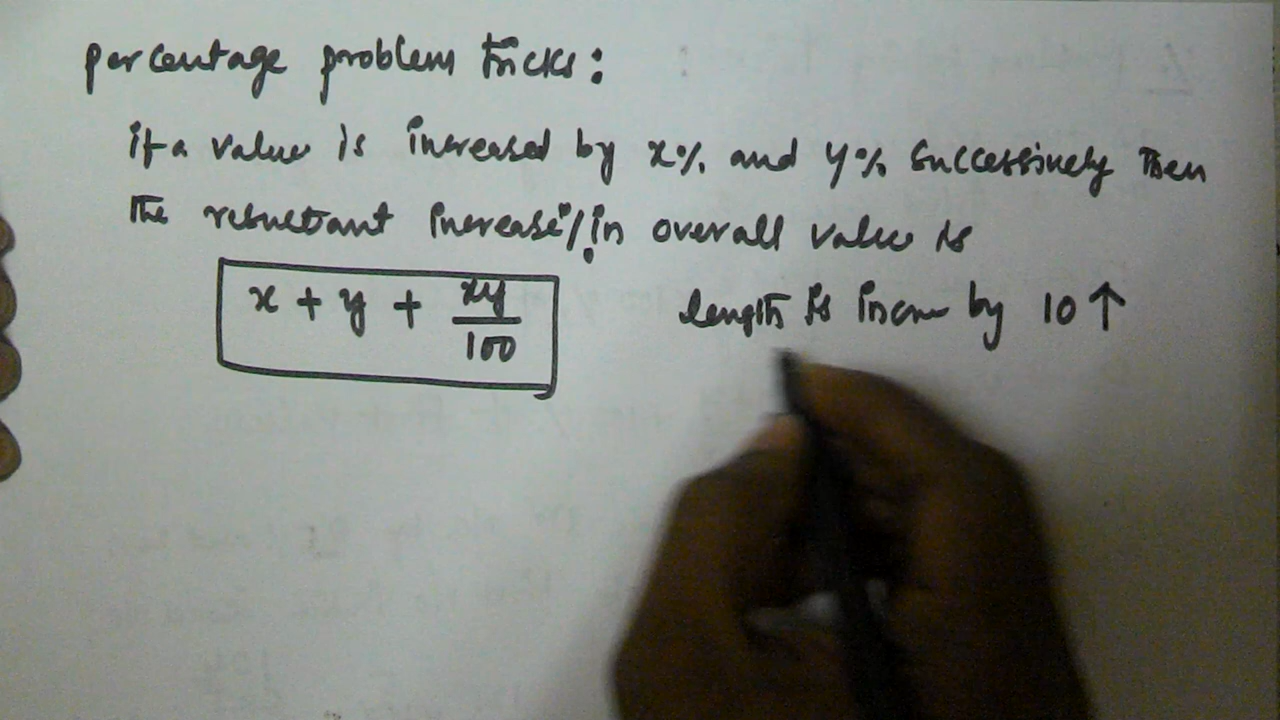 percentage problem tricks:
if a value is increased by x% and y% successively then
the resultant increase/in overall value is
x + y + xy/100
length is incre by 10 ↑